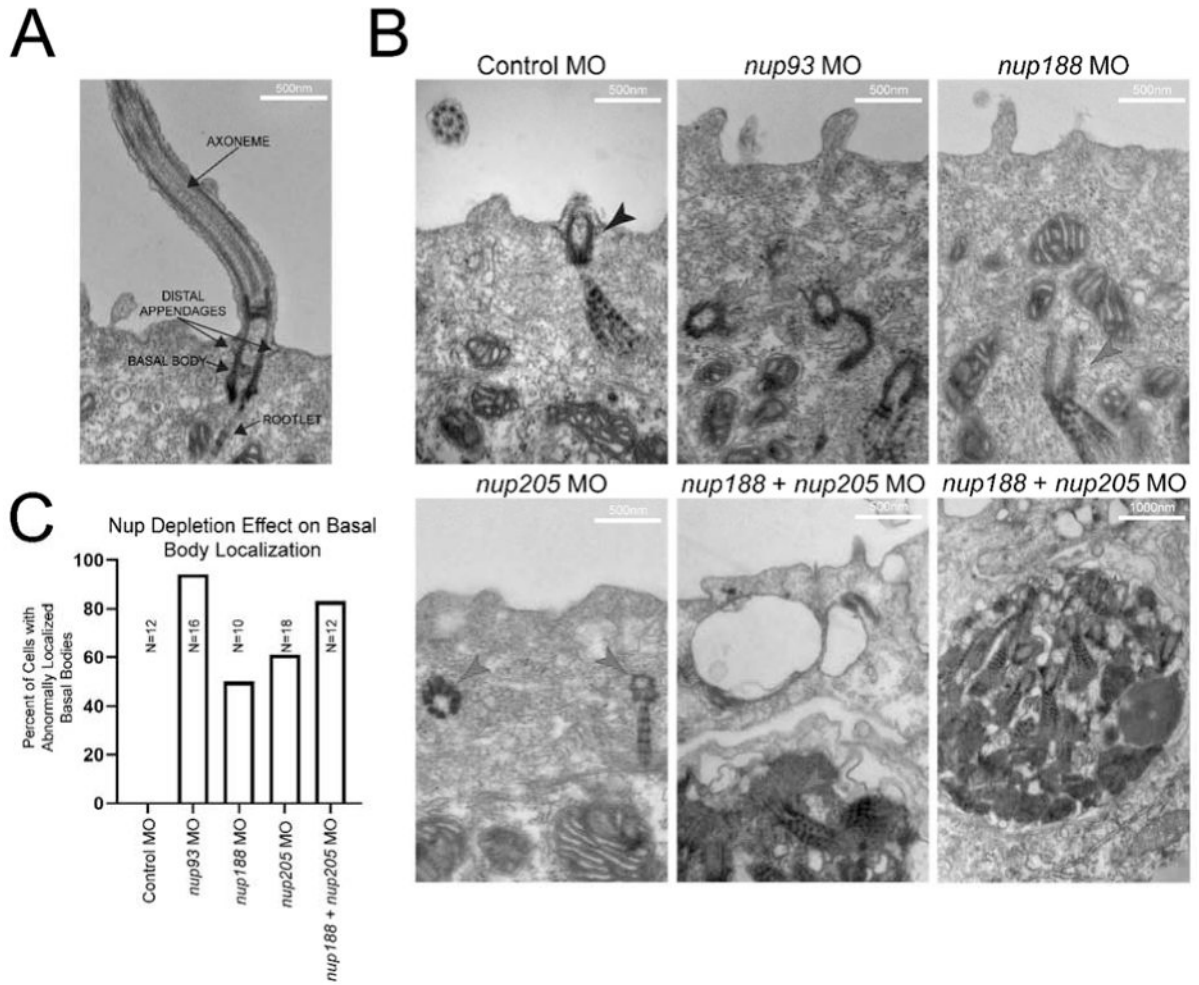 A
500nm
AXONEME
DISTAL
APPENDAGES
BASAL BODY
ROOTLET
B
Control MO
nup93 MO
nup188 MO
500nm
500nm
500nm
nup205 MO
nup188 + nup205 MO
nup188 + nup205 MO
500nm
500nm
1000nm
C
Nup Depletion Effect on Basal
Body Localization
Percent of Cells with
Abnormally Localized
Basal Bodies
100
80
60
40
20
0
N=12
N=16
N=10
N=18
N=12
Control MO
nup93 MO
nup188 MO
nup205 MO
nup188 + nup205 MO